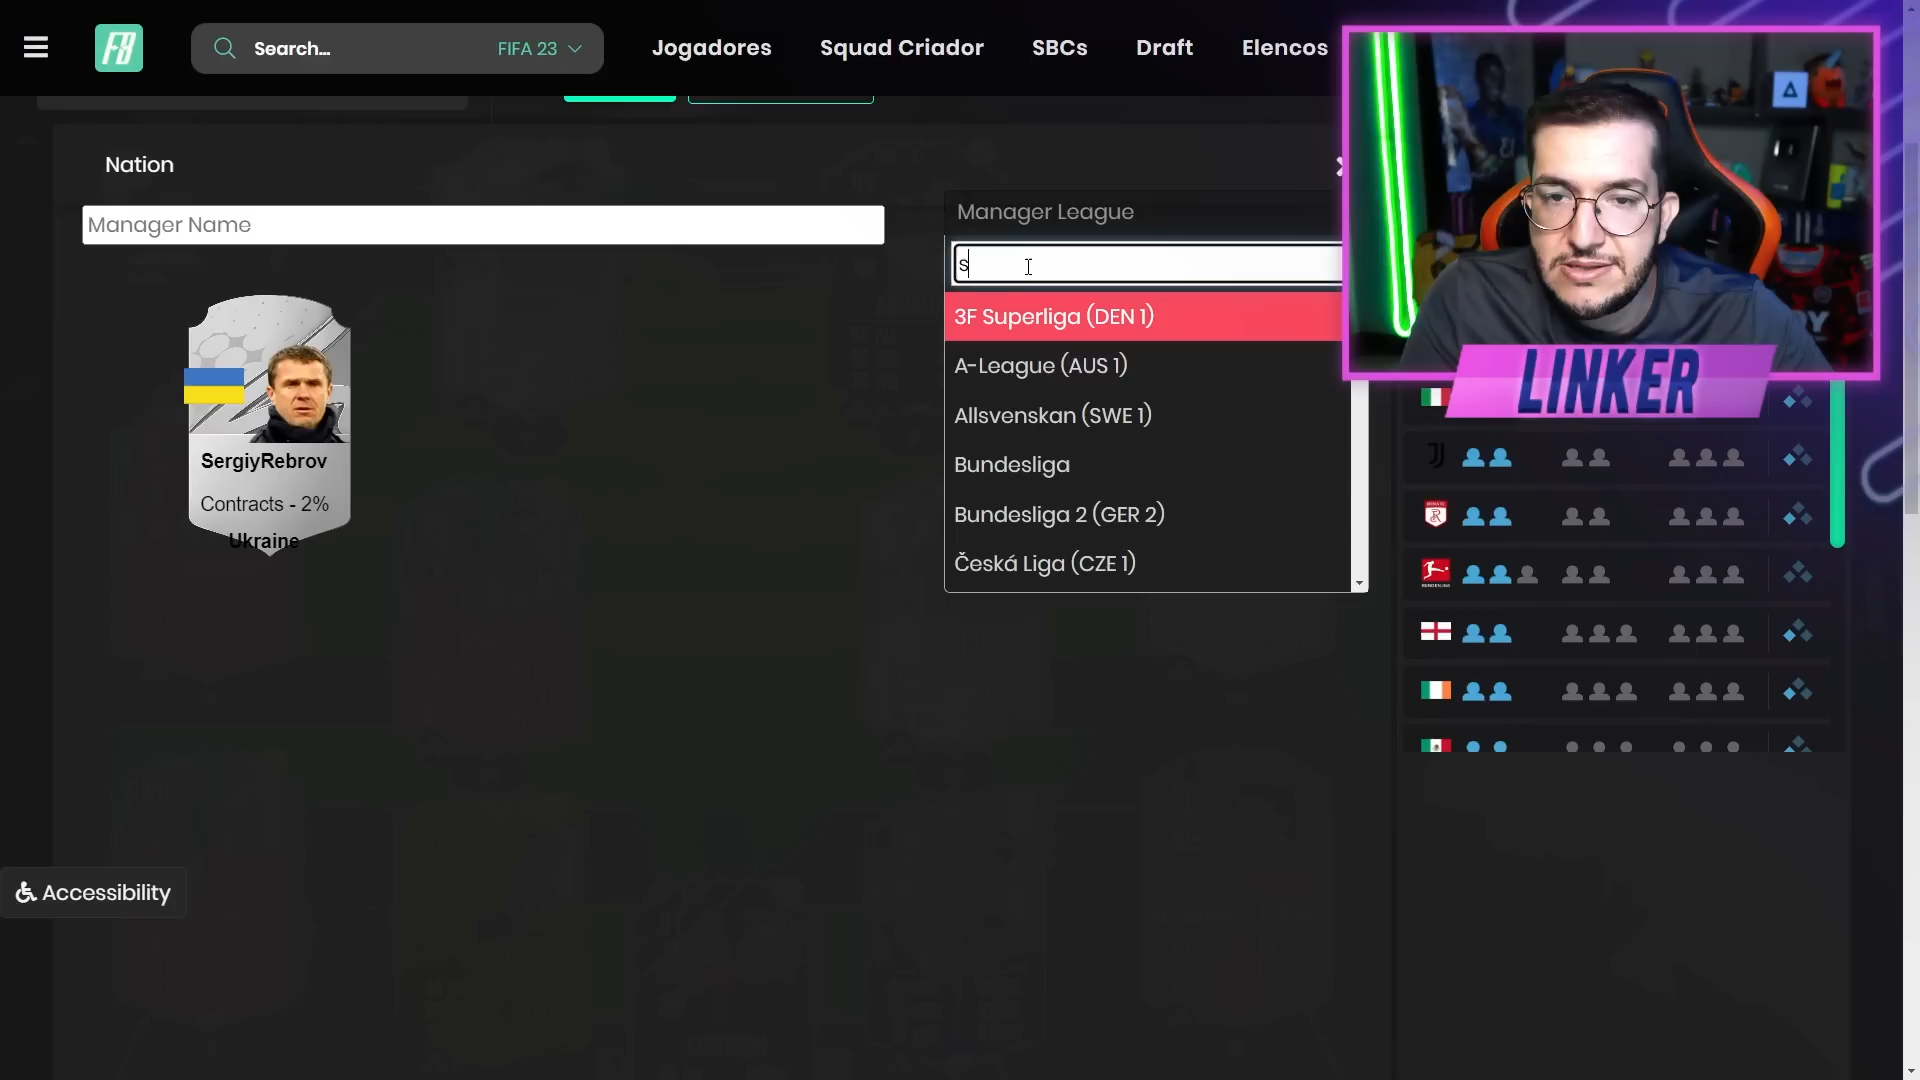 Search...
FIFA 23
Jogadores
Squad Criador
SBCs
Draft
Elencos
Nation
Manager Name
Manager League
s
3F Superliga (DEN 1)
A-League (AUS 1)
Allsvenskan (SWE 1)
Bundesliga
Bundesliga 2 (GER 2)
Česká Liga (CZE 1)
SergiyRebrov
Contracts - 2%
Ukraine
LINKER
Accessibility